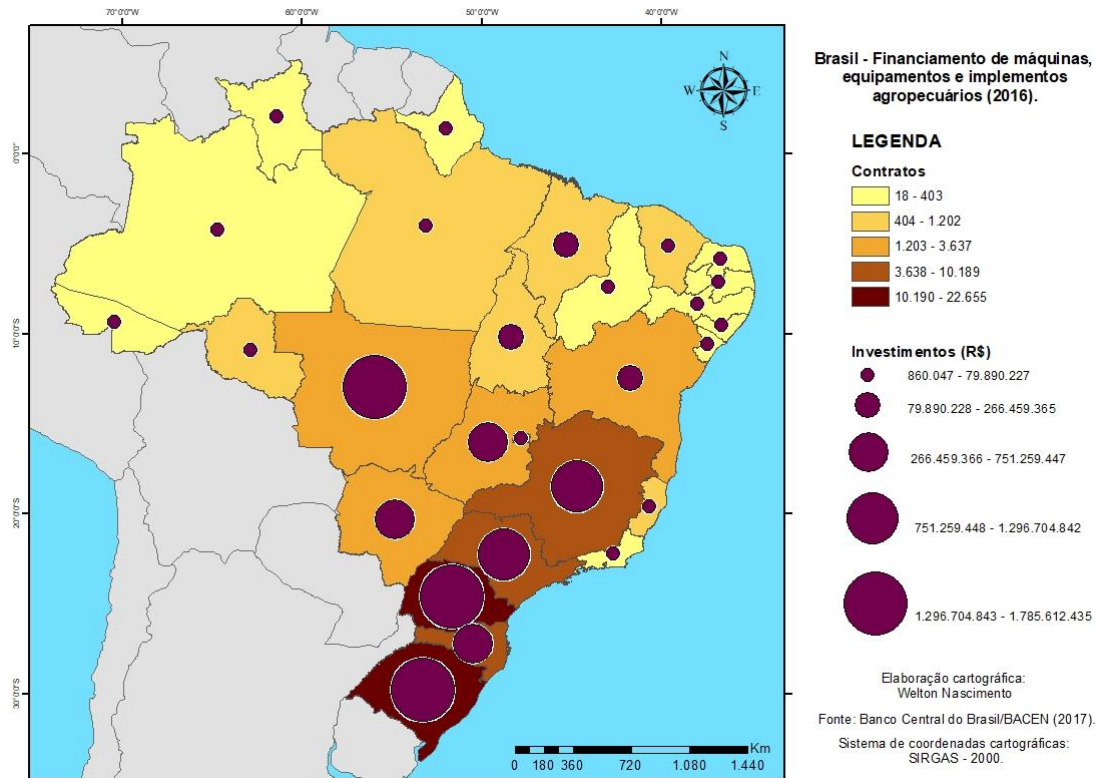 70°0'0"W 60°0'0"W 50°0'0"W 40°0'0"W
0°0'0"
10°0'0"S
20°0'0"S
30°0'0"S
N
W E
S
Km
0 180 360 720 1.080 1.440
Brasil - Financiamento de máquinas,
equipamentos e implementos
agropecuários (2016).
LEGENDA
Contratos
18 - 403
404 - 1.202
1.203 - 3.637
3.638 - 10.189
10.190 - 22.655
Investimentos (R$)
860.047 - 79.890.227
79.890.228 - 266.459.365
266.459.366 - 751.259.447
751.259.448 - 1.296.704.842
1.296.704.843 - 1.785.612.435
Elaboração cartográfica:
Welton Nascimento
Fonte: Banco Central do Brasil/BACEN (2017).
Sistema de coordenadas cartográficas:
SIRGAS - 2000.